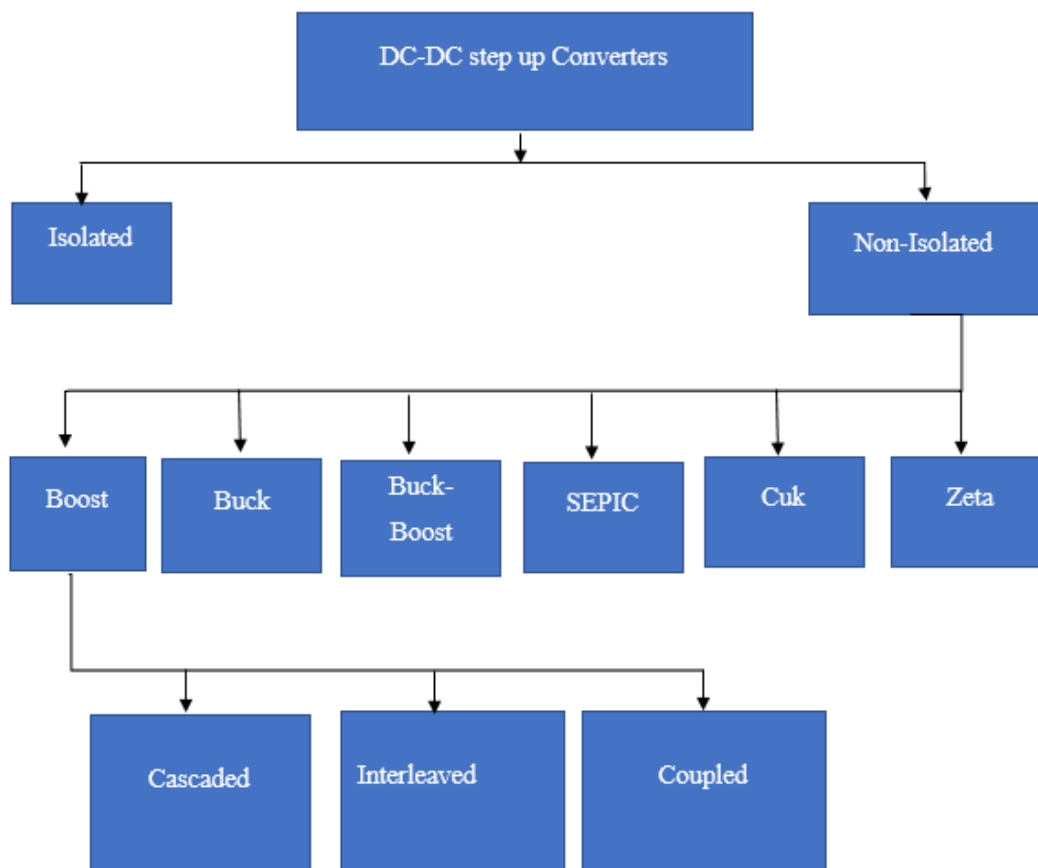 DC-DC step up Converters
Isolated
Non-Isolated
Boost
Buck
Buck-
Boost
SEPIC
Cuk
Zeta
Cascaded
Interleaved
Coupled